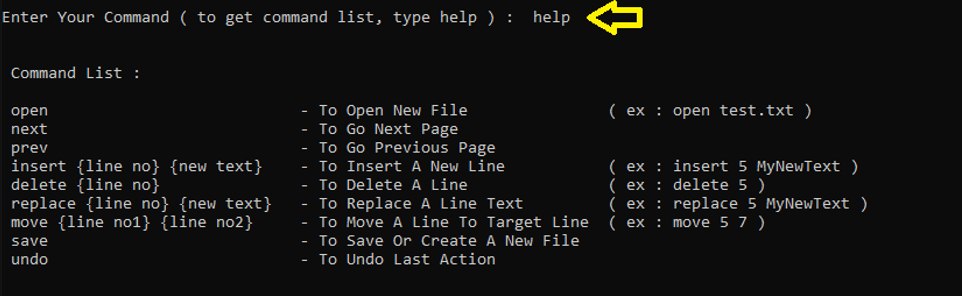 Enter Your Command ( to get command list, type help ) :  help
Command List :
open - To Open New File ( ex : open test.txt )
next - To Go Next Page
prev - To Go Previous Page
insert {line no} {new text} - To Insert A New Line ( ex : insert 5 MyNewText )
delete {line no} - To Delete A Line ( ex : delete 5 )
replace {line no} {new text} - To Replace A Line Text ( ex : replace 5 MyNewText )
move {line no1} {line no2} - To Move A Line To Target Line ( ex : move 5 7 )
save - To Save Or Create A New File
undo - To Undo Last Action